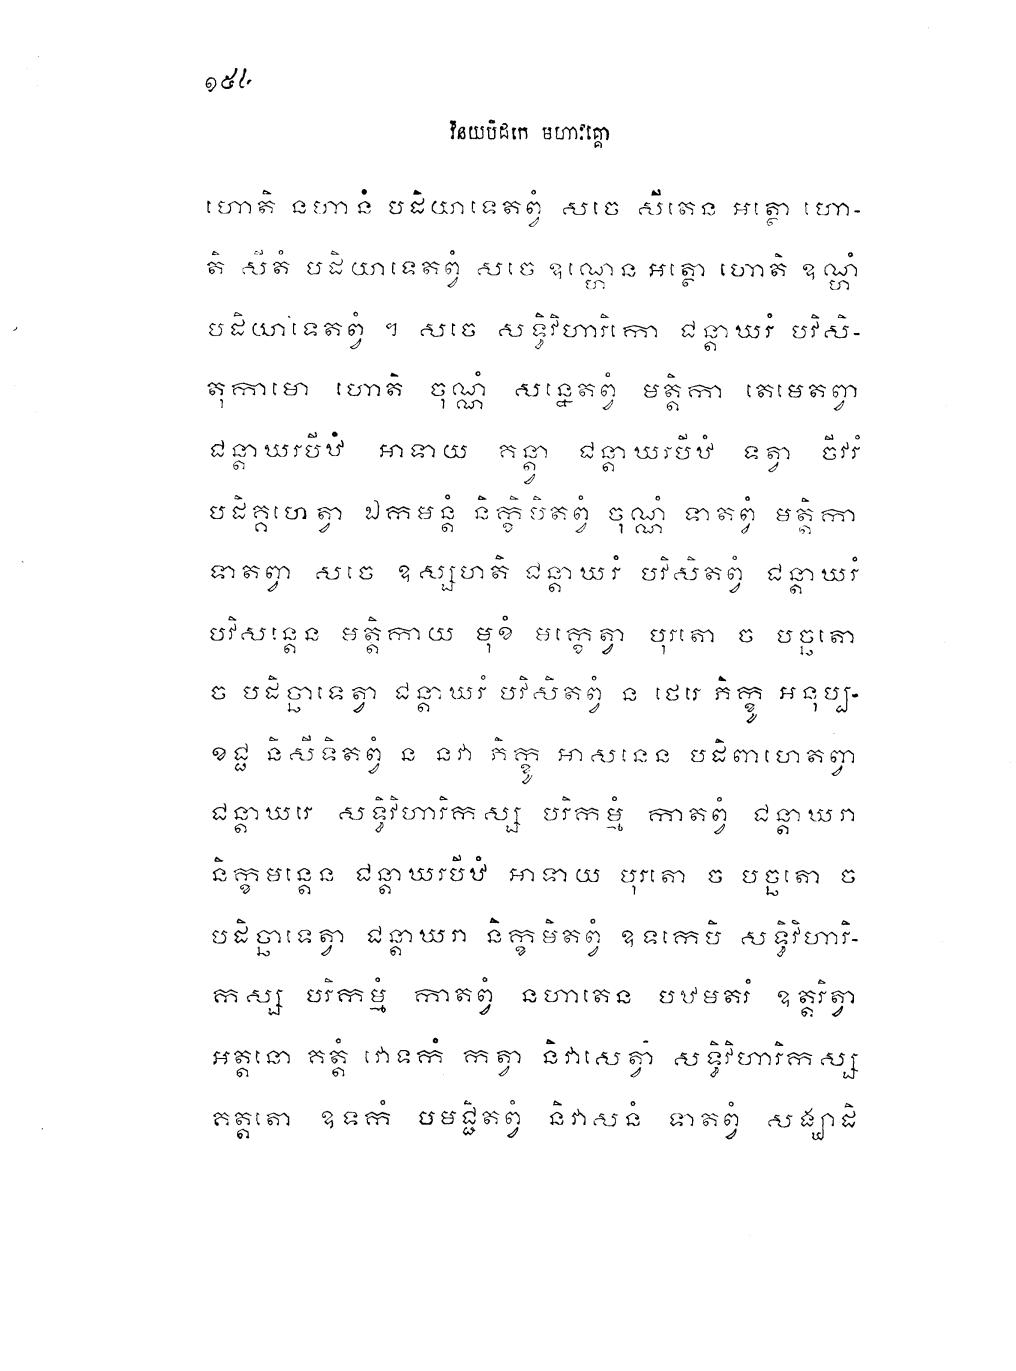 ១៥៤
វិនយបិដកេ មហាវគ្គោ
ហោតិ នហានំ បដិយាទេតព្វំ សចេ សីតេន អត្ថោ ហោ-
តិ សីតំ បដិយាទេតព្វំ សចេ ឧណ្ហេន អត្ថោ ហោតិ ឧណ្ហំ
បដិយាទេតព្វំ ។ សចេ សទ្ធិវិហារិកោ ជន្តាឃរំ បវិសិ-
តុកាមោ ហោតិ ចុណ្ណំ សន្នេតព្វំ មត្តិកា តេមេតព្វា
ជន្តាឃរបីឋំ អាទាយ គន្ត្វា ជន្តាឃរបីឋំ ទត្វា ចីវរំ
បដិគ្គហេត្វា ឯកមន្តំ និក្ខិបិតព្វំ ចុណ្ណំ ទាតព្វំ មត្តិកា
ទាតព្វា សចេ ឧស្សហតិ ជន្តាឃរំ បវិសិតព្វំ ជន្តាឃរំ
បវិសន្តេន មត្តិកាយ មុខំ មក្ខេត្វា បុរតោ ច បច្ឆតោ
ច បដិច្ឆាទេត្វា ជន្តាឃរំ បវិសិតព្វំ ន ថេរេ ភិក្ខូ អនុប្ប-
ខជ្ជ និសីទិតព្វំ ន នវា ភិក្ខូ អាសនេន បដិពាហេតព្វា
ជន្តាឃរេ សទ្ធិវិហារិកស្ស បរិកម្មំ កាតព្វំ ជន្តាឃរា
និក្ខមន្តេន ជន្តាឃរបីឋំ អាទាយ បុរតោ ច បច្ឆតោ ច
បដិច្ឆាទេត្វា ជន្តាឃរា និក្ខមិតព្វំ ឧទកេបិ សទ្ធិវិហារិ-
កស្ស បរិកម្មំ កាតព្វំ នហាតេន បឋមតរំ ឧត្តរិត្វា
អត្តនោ គត្តំ វោទកំ កត្វា និវាសេត្វា សទ្ធិវិហារិកស្ស
គត្តតោ ឧទកំ បមជ្ជិតព្វំ និវាសនំ ទាតព្វំ សង្ឃាដិ